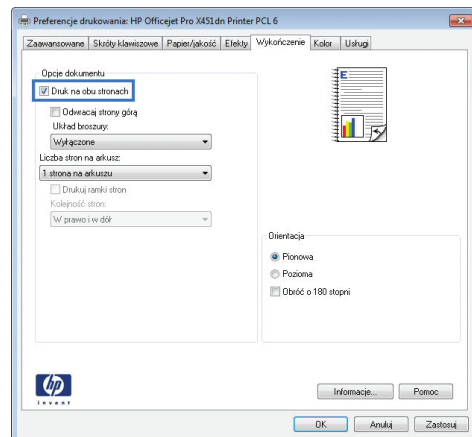 Preferencje drukowania: HP Officejet Pro X451dn Printer PCL 6
Zaawansowane Skróty klawiszowe Papier/jakość Efekty Wykończenie Kolor Usługi
Opcje dokumentu
Druk na obu stronach
Odwracaj strony górą
Układ broszury:
Wyłączone
Liczba stron na arkusz:
1 strona na arkuszu
Drukuj ramki stron
Kolejność stron:
W prawo i w dół
E
Orientacja
Pionowa
Pozioma
Obróć o 180 stopni
hp
invent
Informacje... Pomoc
OK Anuluj Zastosuj